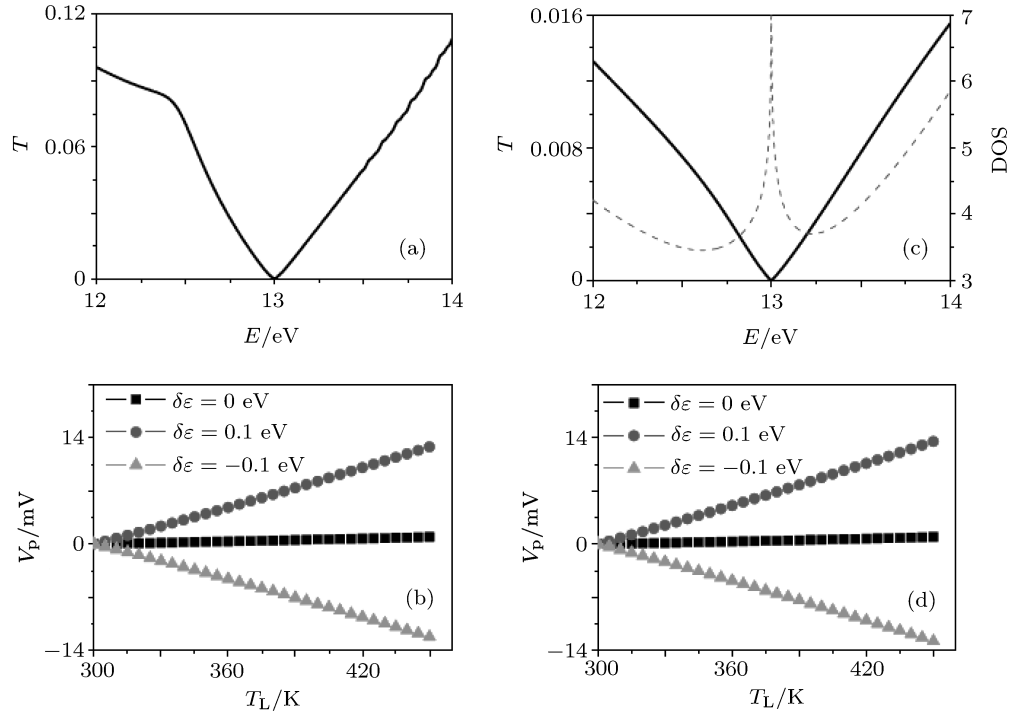 0.12
0.06
0
T
12
13
14
E/eV
(a)
0.016
0.008
0
T
7
6
5
4
3
DOS
12
13
14
E/eV
(c)
δε = 0 eV
δε = 0.1 eV
δε = −0.1 eV
14
0
−14
Vp/mV
300
360
420
TL/K
(b)
δε = 0 eV
δε = 0.1 eV
δε = −0.1 eV
14
0
−14
Vp/mV
300
360
420
TL/K
(d)